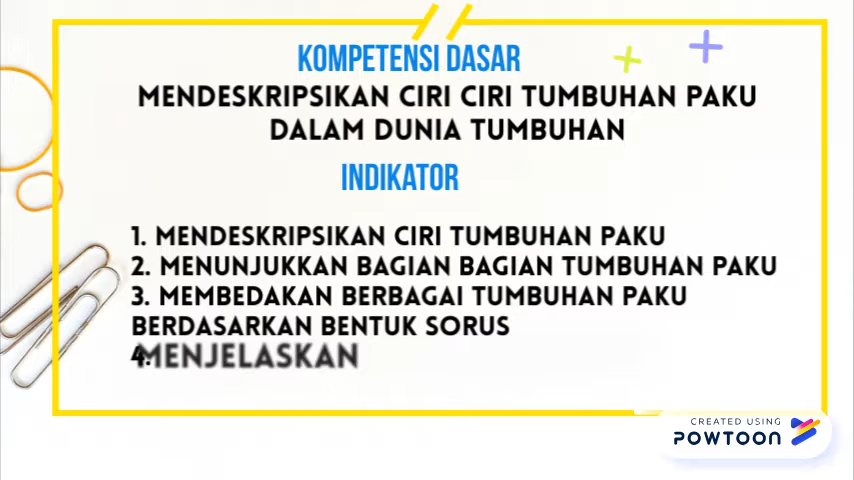 KOMPETENSI DASAR
MENDESKRIPSIKAN CIRI CIRI TUMBUHAN PAKU
DALAM DUNIA TUMBUHAN
INDIKATOR
1. MENDESKRIPSIKAN CIRI TUMBUHAN PAKU
2. MENUNJUKKAN BAGIAN BAGIAN TUMBUHAN PAKU
3. MEMBEDAKAN BERBAGAI TUMBUHAN PAKU
BERDASARKAN BENTUK SORUS
4. MENJELASKAN
CREATED USING
POWTOON